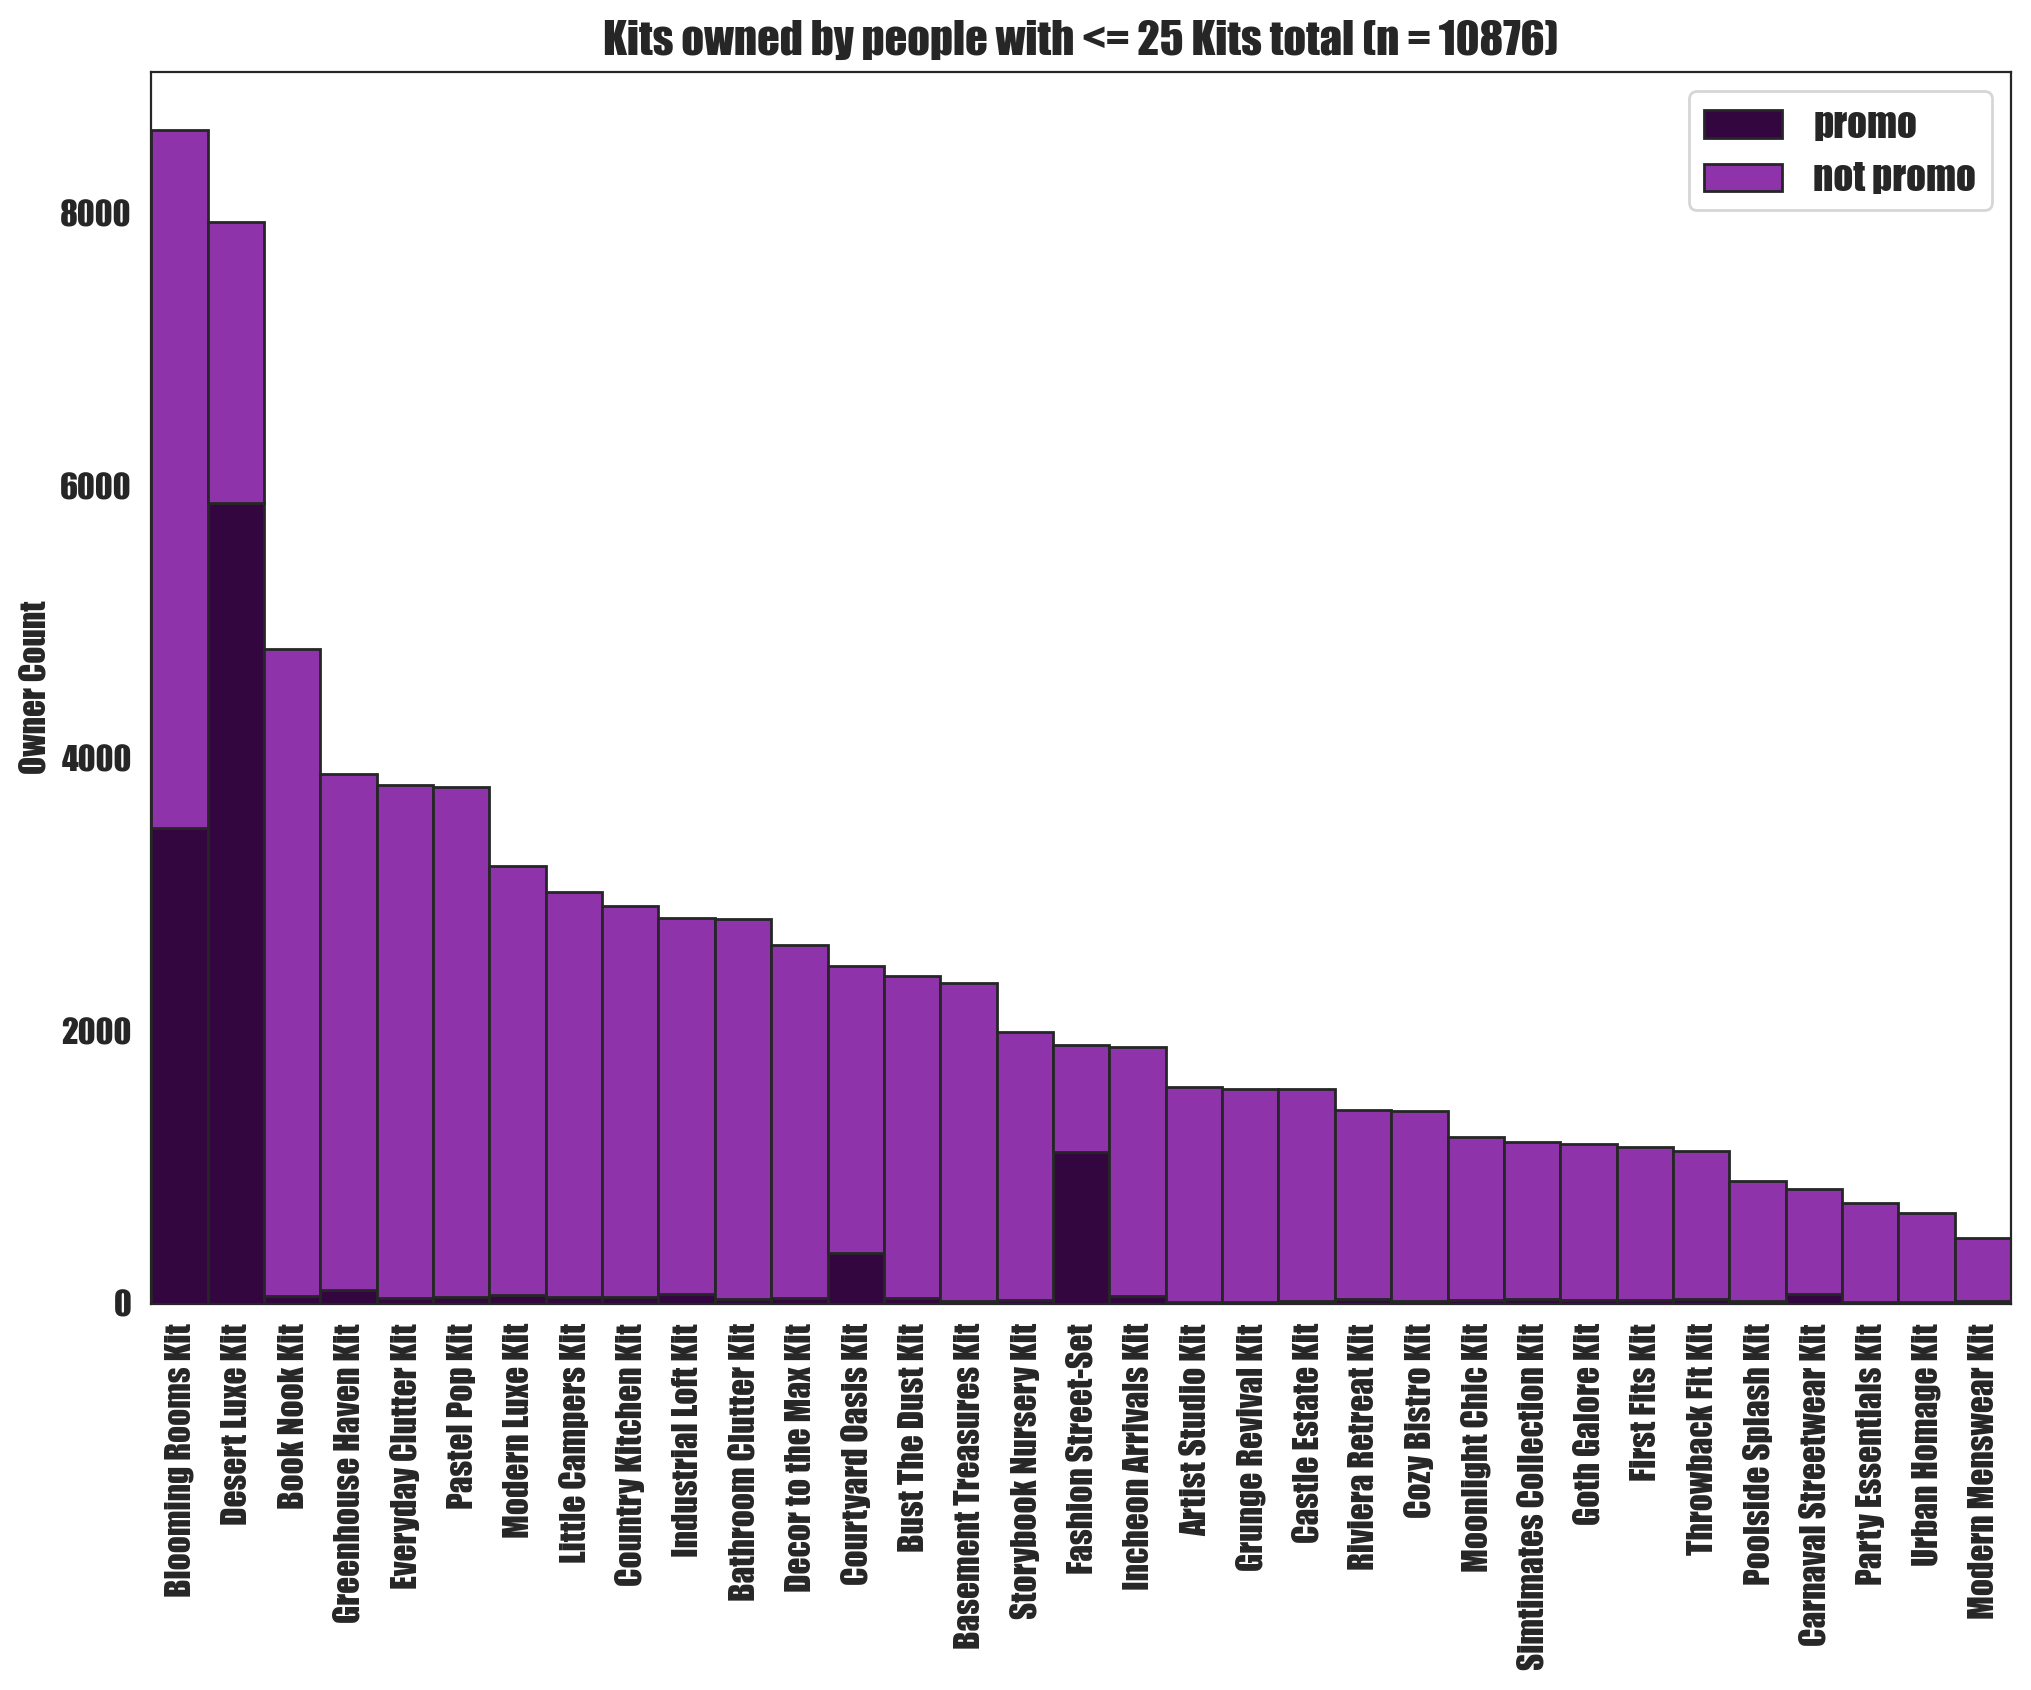 Kits owned by people with <= 25 Kits total (n = 10876)
promo
not promo
Owner Count
8000
6000
4000
2000
0
Blooming Rooms Kit
Desert Luxe Kit
Book Nook Kit
Greenhouse Haven Kit
Everyday Clutter Kit
Pastel Pop Kit
Modern Luxe Kit
Little Campers Kit
Country Kitchen Kit
Industrial Loft Kit
Bathroom Clutter Kit
Decor to the Max Kit
Courtyard Oasis Kit
Bust The Dust Kit
Basement Treasures Kit
Storybook Nursery Kit
Fashion Street-Set
Incheon Arrivals Kit
Artist Studio Kit
Grunge Revival Kit
Castle Estate Kit
Riviera Retreat Kit
Cozy Bistro Kit
Moonlight Chic Kit
Simtimates Collection Kit
Goth Galore Kit
First Fits Kit
Throwback Fit Kit
Poolside Splash Kit
Carnaval Streetwear Kit
Party Essentials Kit
Urban Homage Kit
Modern Menswear Kit